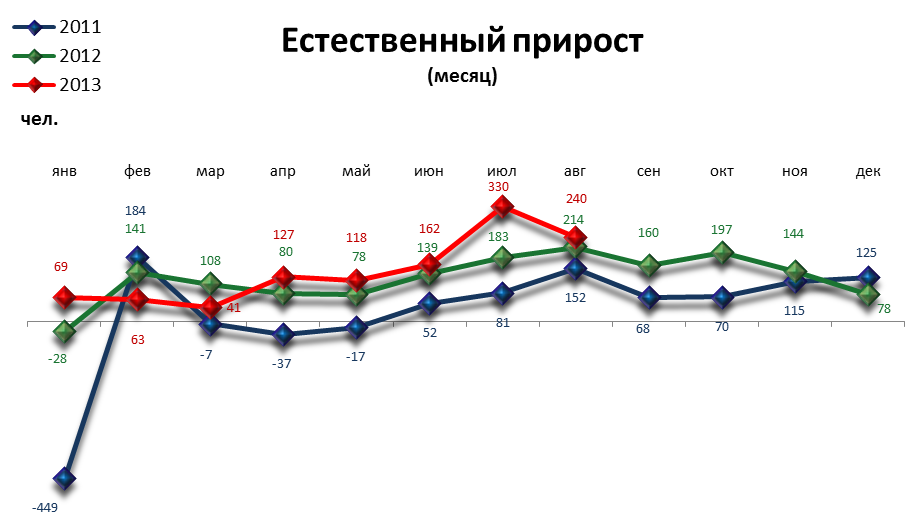 2011
2012
2013
Естественный прирост
(месяц)
чел.
янв фев мар апр май июн июл авг сен окт ноя дек
330
184 240
141 127 118 162 183 214 160 197 144 125
69 108 80 78 139
63 41 152 115 78
-28 -7 -37 -17 52 81 68 70
-449